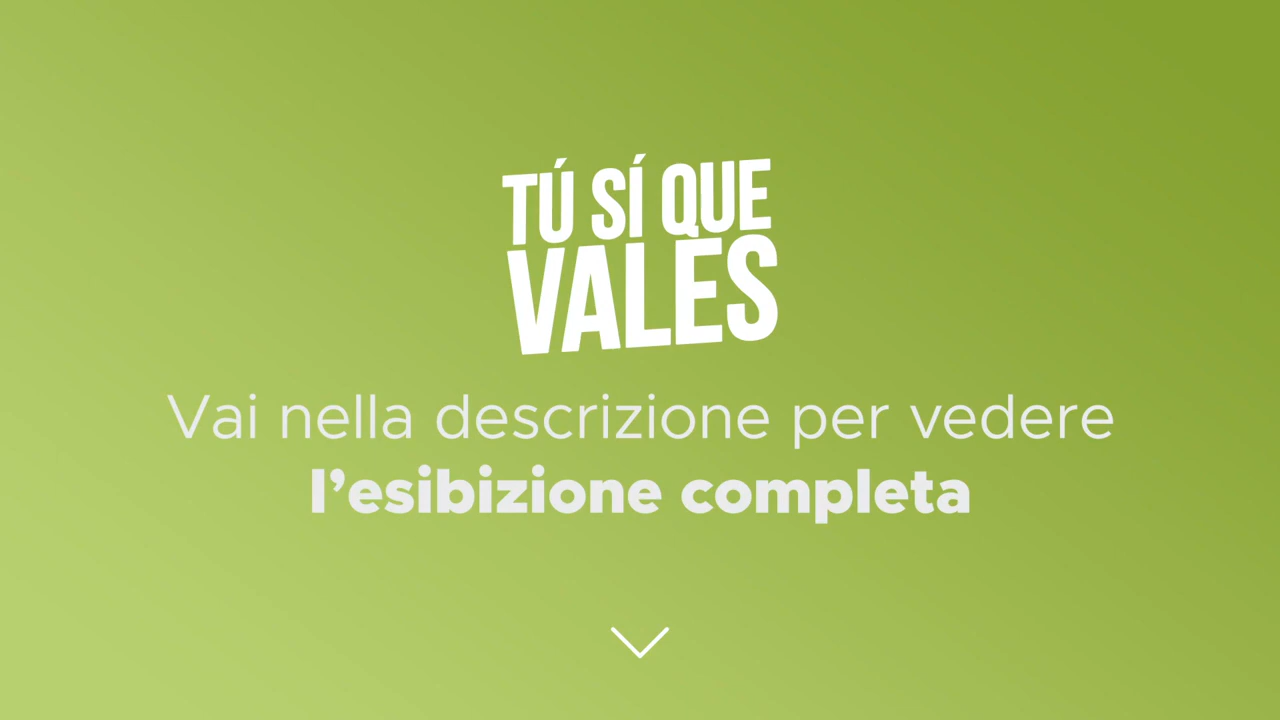 TÚ SÍ QUE
VALES
Vai nella descrizione per vedere
l’esibizione completa